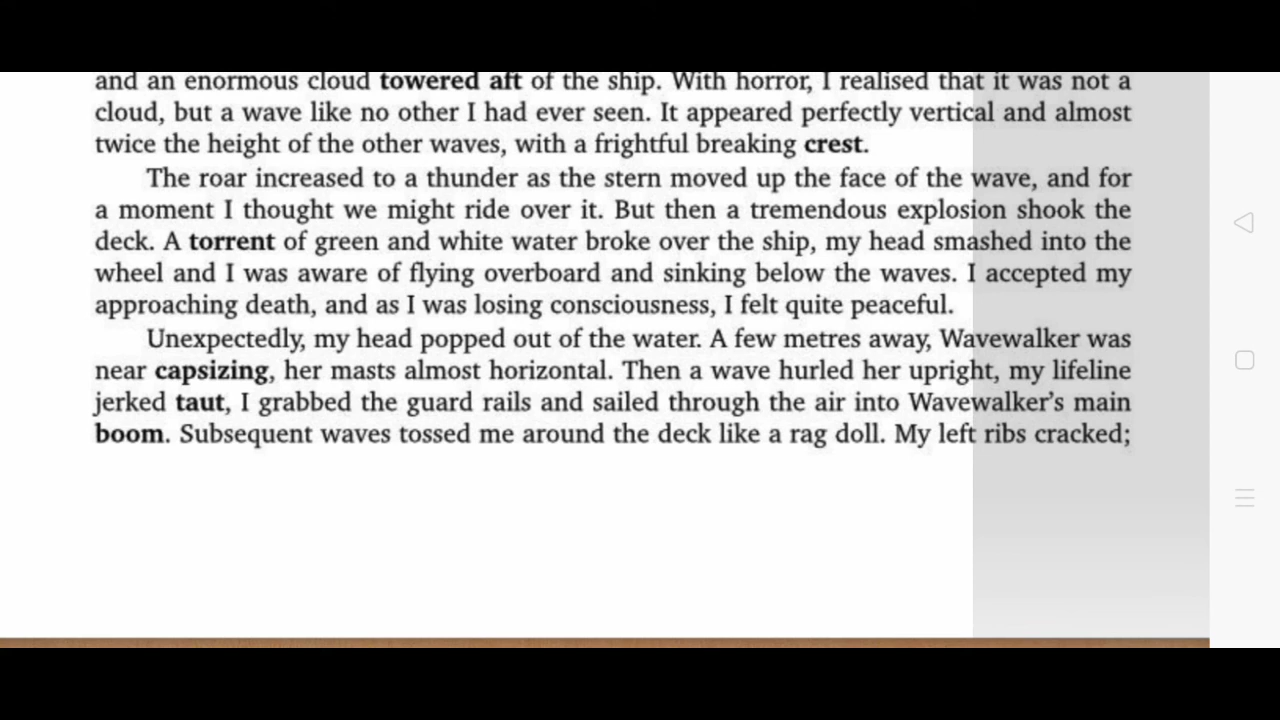 and an enormous cloud towered aft of the ship. With horror, I realised that it was not a
cloud, but a wave like no other I had ever seen. It appeared perfectly vertical and almost
twice the height of the other waves, with a frightful breaking crest.
The roar increased to a thunder as the stern moved up the face of the wave, and for
a moment I thought we might ride over it. But then a tremendous explosion shook the
deck. A torrent of green and white water broke over the ship, my head smashed into the
wheel and I was aware of flying overboard and sinking below the waves. I accepted my
approaching death, and as I was losing consciousness, I felt quite peaceful.
Unexpectedly, my head popped out of the water. A few metres away, Wavewalker was
near capsizing, her masts almost horizontal. Then a wave hurled her upright, my lifeline
jerked taut, I grabbed the guard rails and sailed through the air into Wavewalker’s main
boom. Subsequent waves tossed me around the deck like a rag doll. My left ribs cracked;